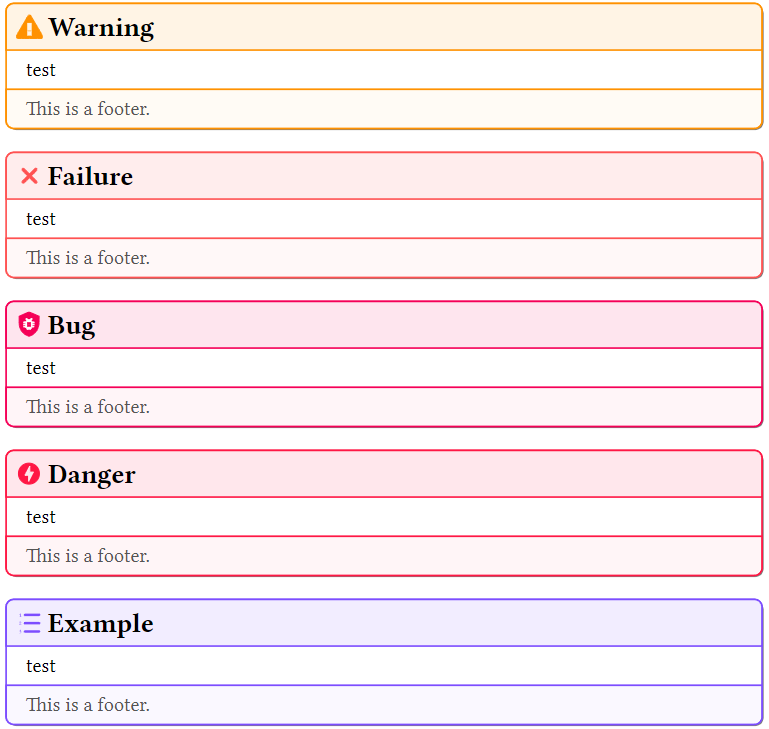 Warning
test
This is a footer.
Failure
test
This is a footer.
Bug
test
This is a footer.
Danger
test
This is a footer.
Example
test
This is a footer.